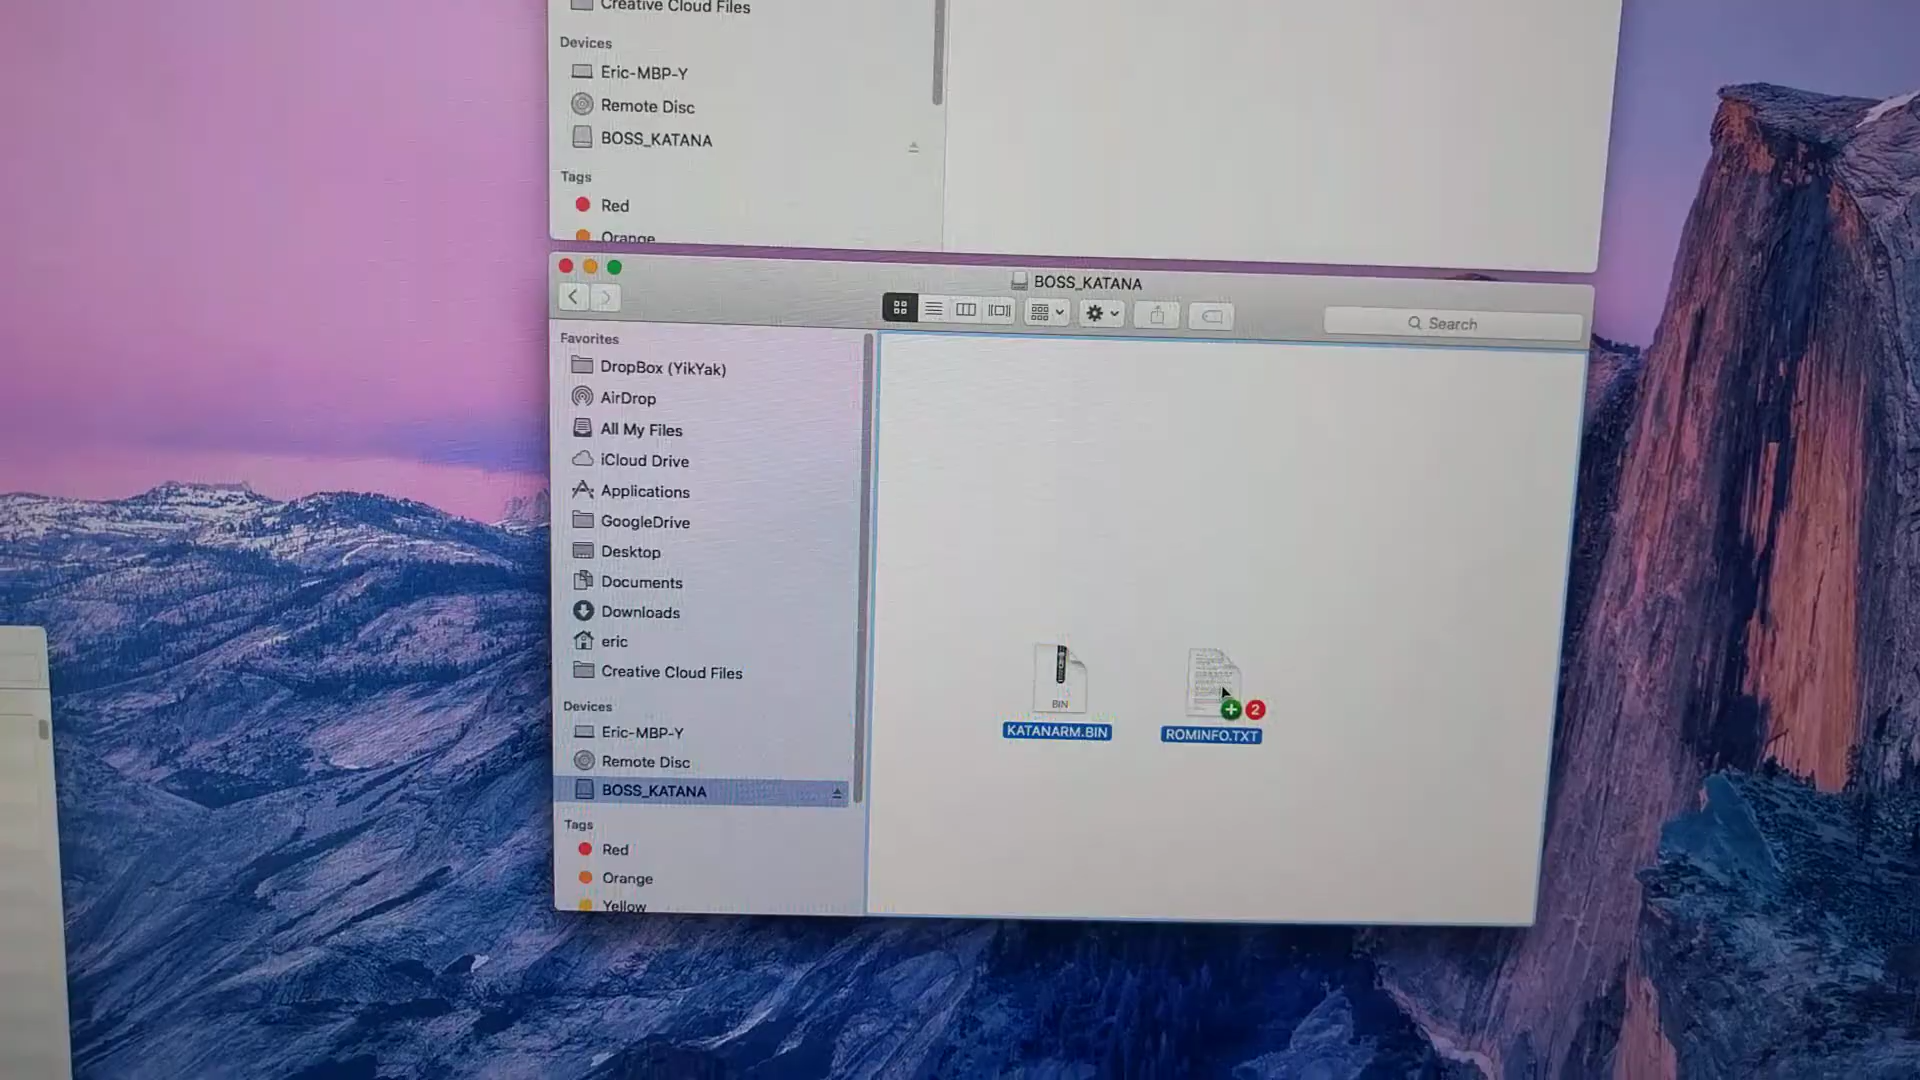 Creative Cloud Files
Devices
Eric-MBP-Y
Remote Disc
BOSS_KATANA
Tags
Red
Orange
BOSS_KATANA
Search
Favorites
DropBox (YikYak)
AirDrop
All My Files
iCloud Drive
Applications
GoogleDrive
Desktop
Documents
Downloads
eric
Creative Cloud Files
Devices
Eric-MBP-Y
Remote Disc
BOSS_KATANA
Tags
Red
Orange
Yellow
BIN
KATANARM.BIN
2
ROMINFO.TXT